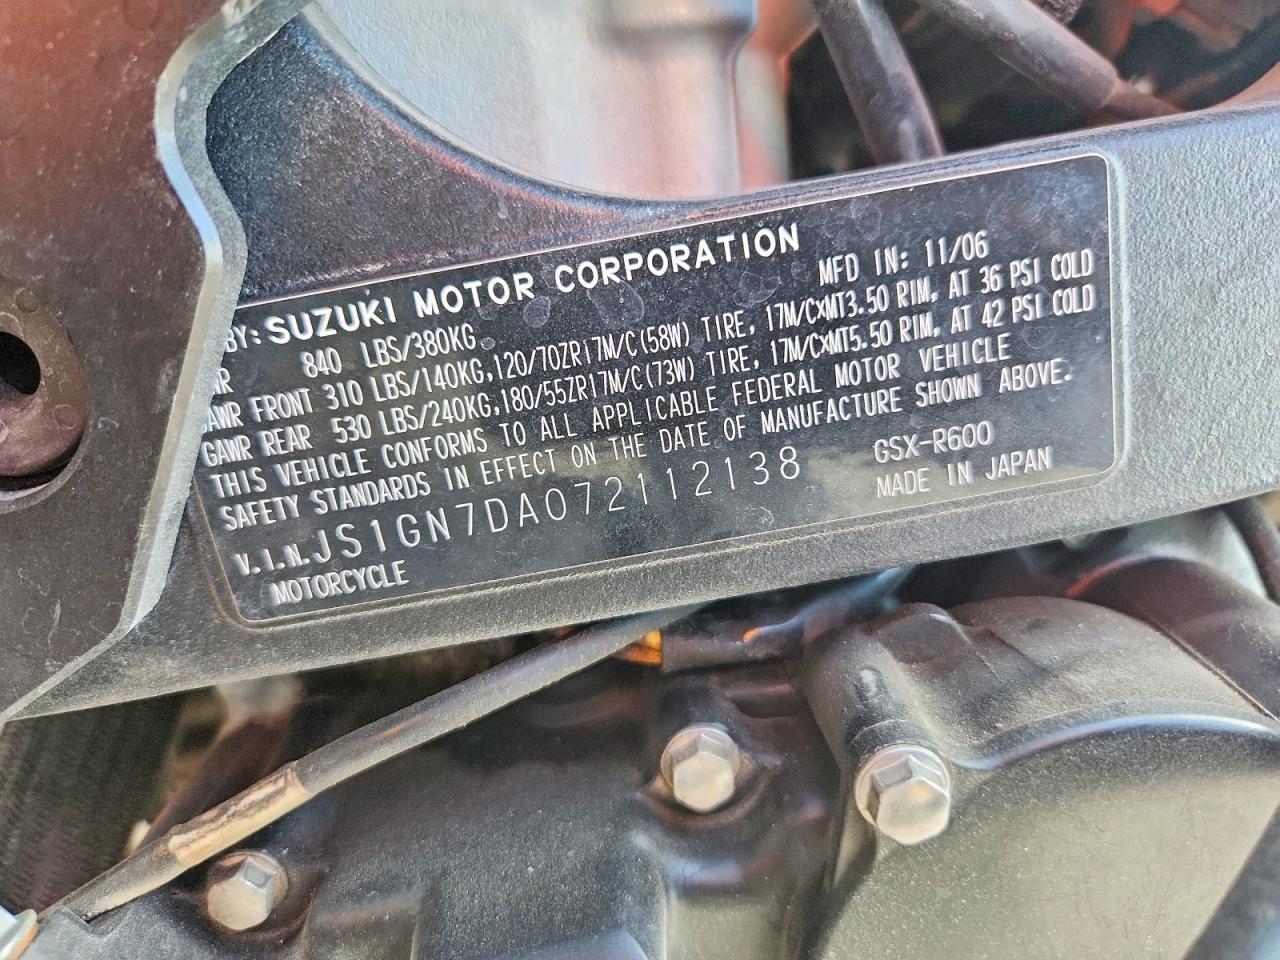 BY: SUZUKI MOTOR CORPORATION
MFD IN: 11/06
840 LBS/380KG
GAWR FRONT 310 LBS/140KG,120/70ZR17M/C(58W) TIRE, 17M/CXMT3.50 RIM, AT 36 PSI COLD
GAWR REAR 530 LBS/240KG,180/55ZR17M/C(73W) TIRE, 17M/CXMT5.50 RIM, AT 42 PSI COLD
THIS VEHICLE CONFORMS TO ALL APPLICABLE FEDERAL MOTOR VEHICLE
SAFETY STANDARDS IN EFFECT ON THE DATE OF MANUFACTURE SHOWN ABOVE.
V.I.N. JS1GN7DA072112138
GSX-R600
MOTORCYCLE
MADE IN JAPAN